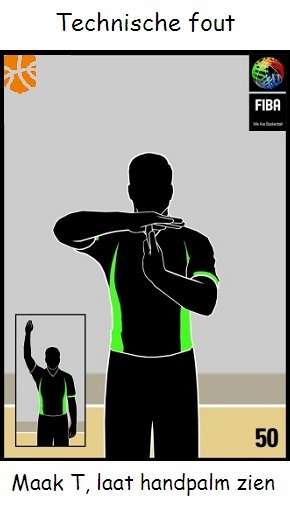 Technische fout
FIBA
We Are Basketball
50
Maak T, laat handpalm zien